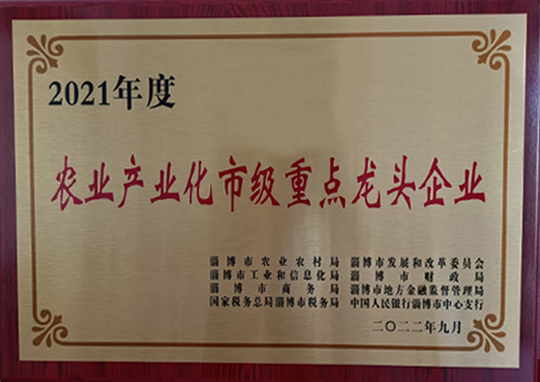 2021年度
农业产业化市级重点龙头企业
淄博市农业农村局 淄博市发展和改革委员会
淄博市工业和信息化局 淄博市财政局
淄博市商务局 淄博市地方金融监督管理局
国家税务总局淄博市税务局 中国人民银行淄博市中心支行
二〇二二年九月